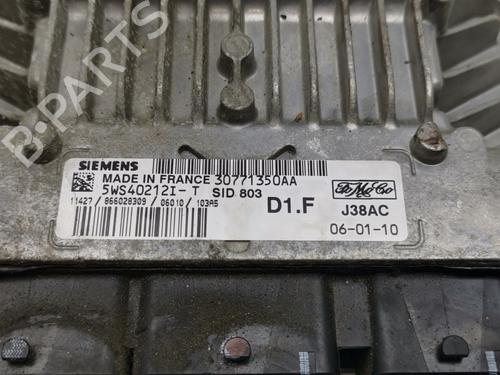 SIEMENS
MADE IN FRANCE 30771350AA
5WS40212I-T SID 803
11427/866028309/06010/103A5
D1.F
FoMoCo
J38AC
06-01-10
B-Parts